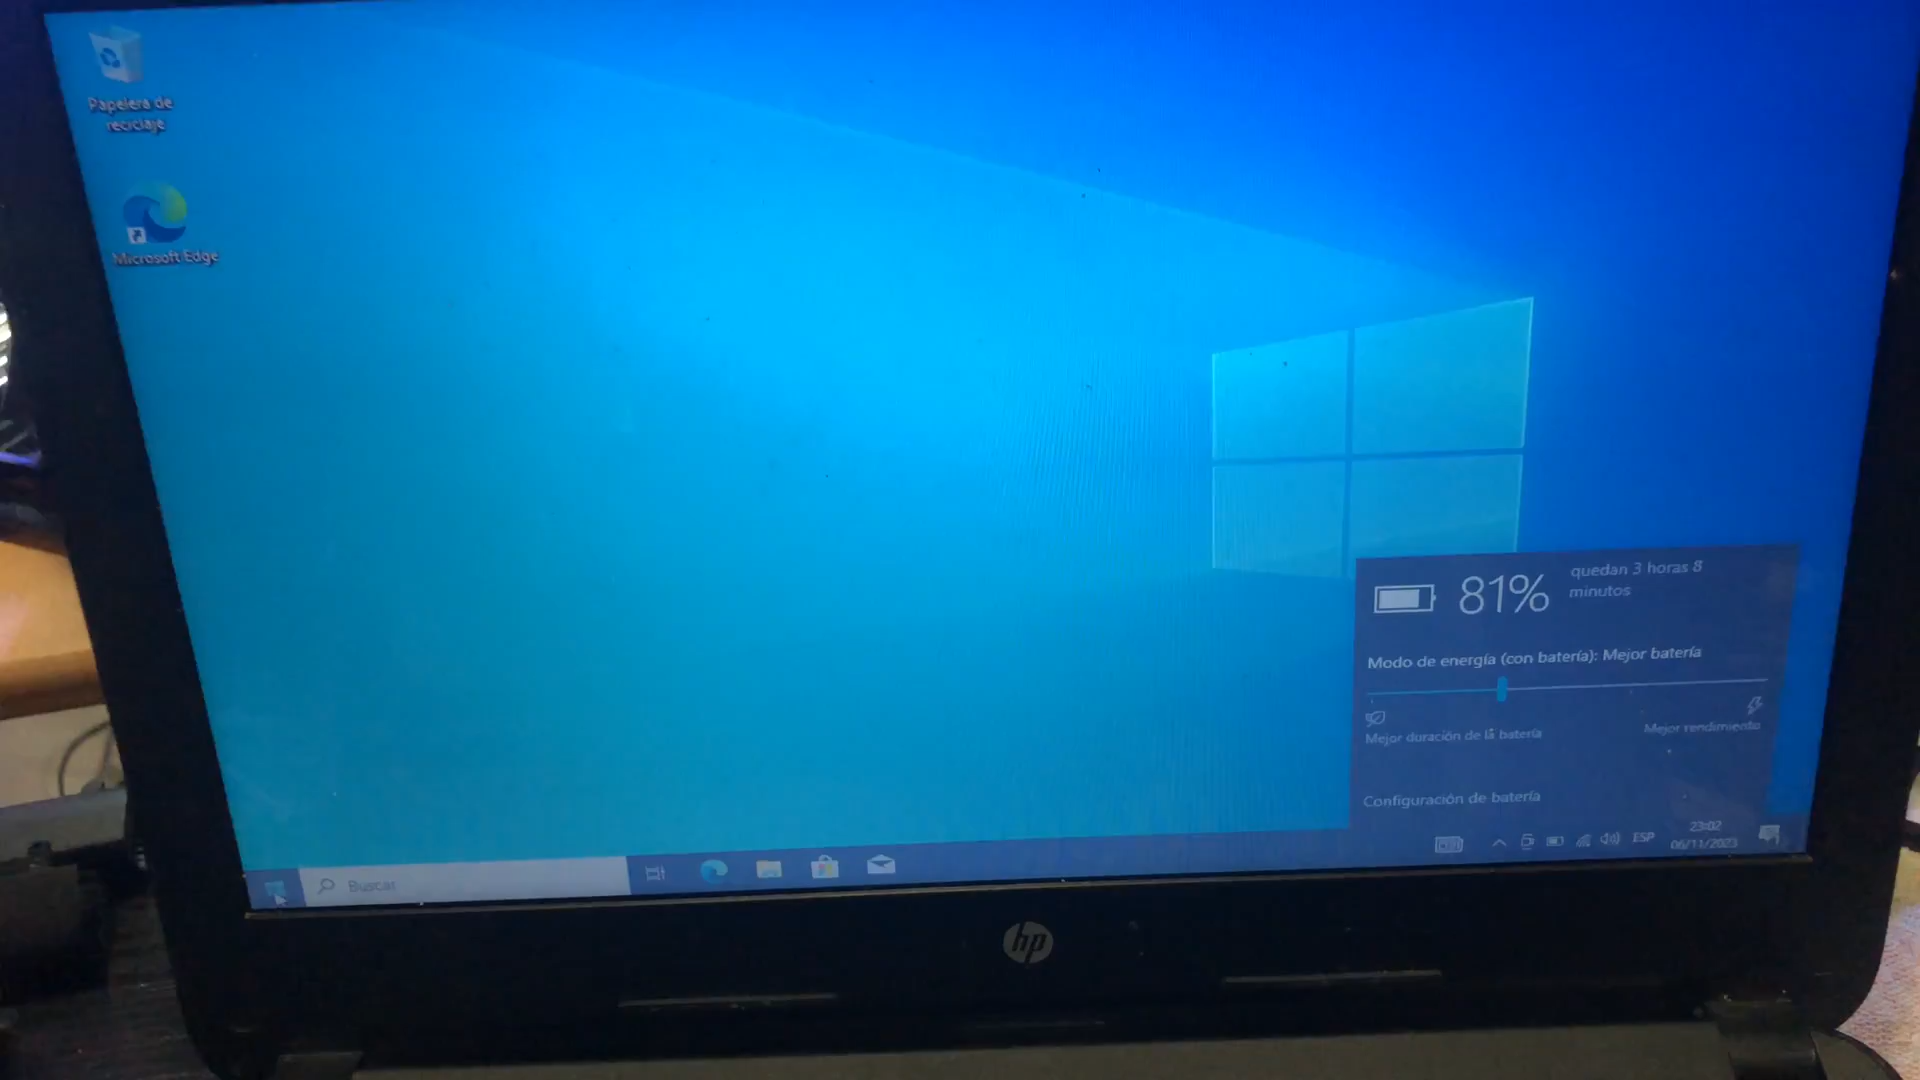 Papelera de
reciclaje
Microsoft Edge
81%
quedan 3 horas 8
minutos
Modo de energía (con batería): Mejor batería
Mejor duración de la batería
Mejor rendimiento
Configuración de batería
Buscar
ESP
23:02
06/11/2023
hp